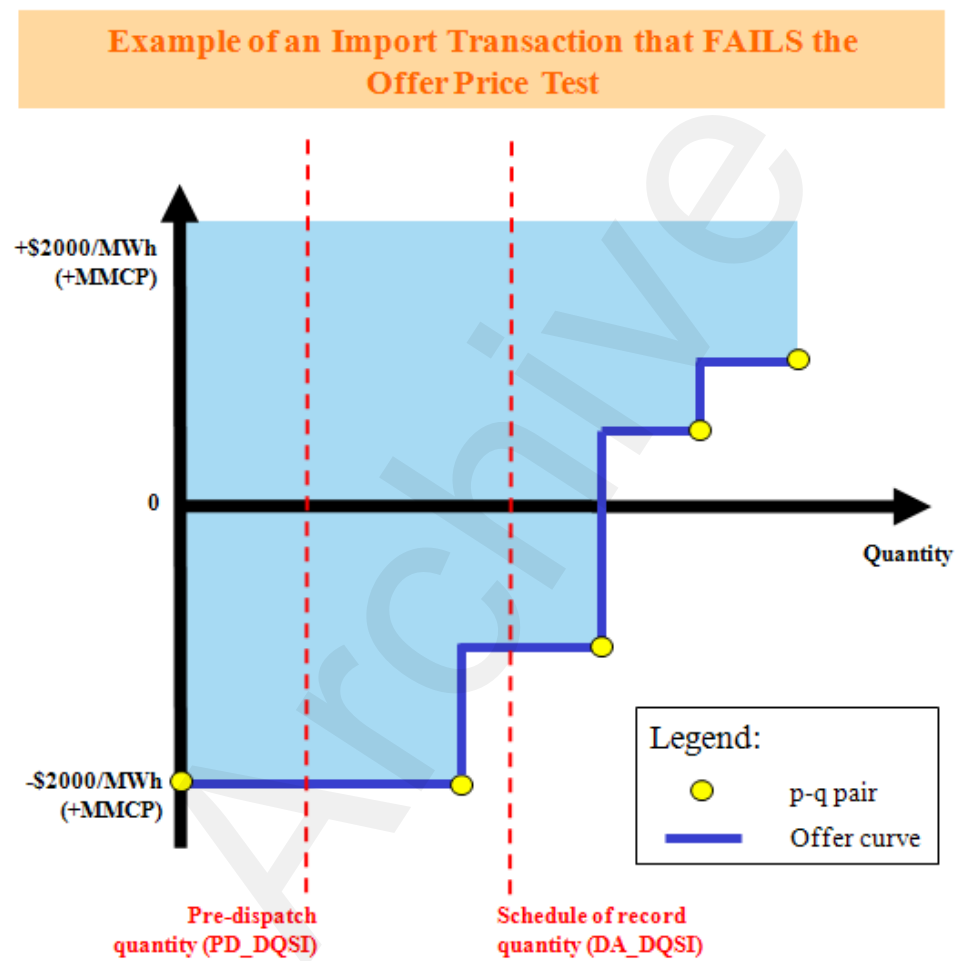 Example of an Import Transaction that FAILS the
Offer Price Test
+$2000/MWh
(+MMCP)
0
Quantity
-$2000/MWh
(+MMCP)
Legend:
p-q pair
Offer curve
Pre-dispatch
quantity (PD_DQSI)
Schedule of record
quantity (DA_DQSI)
Archive